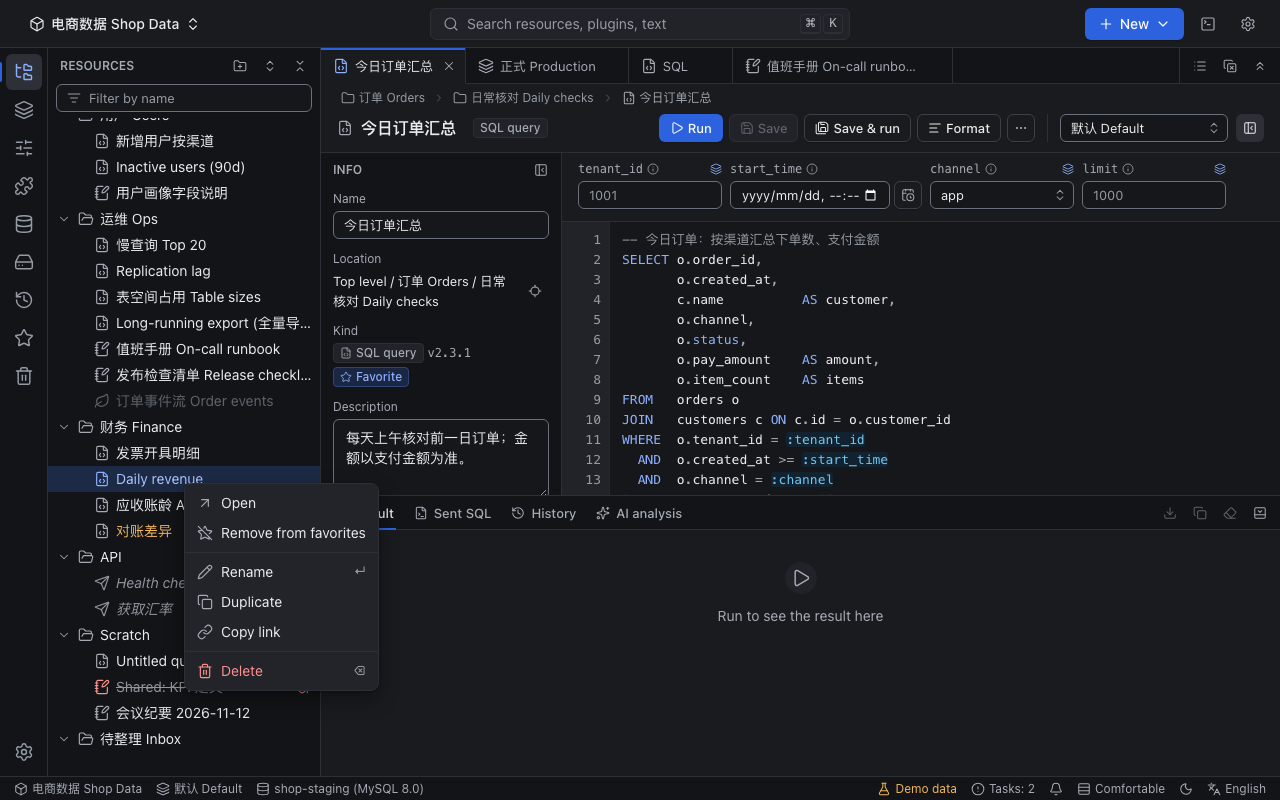 电商数据 Shop Data
Search resources, plugins, text
⌘ K
New
RESOURCES
Filter by name
新增用户按渠道
Inactive users (90d)
用户画像字段说明
运维 Ops
慢查询 Top 20
Replication lag
表空间占用 Table sizes
Long-running export (全量导...
值班手册 On-call runbook
发布检查清单 Release checkl...
订单事件流 Order events
财务 Finance
发票开具明细
Daily revenue
应收账龄
对账差异
API
Health che
获取汇率
Scratch
Untitled qu
Shared: KP
会议纪要 2026-11-12
待整理 Inbox
Open
Remove from favorites
Rename
Duplicate
Copy link
Delete
今日订单汇总
正式 Production
SQL
值班手册 On-call runbo...
订单 Orders
日常核对 Daily checks
今日订单汇总
今日订单汇总
SQL query
Run
Save
Save & run
Format
默认 Default
INFO
Name
今日订单汇总
Location
Top level / 订单 Orders / 日常
核对 Daily checks
Kind
SQL query v2.3.1
Favorite
Description
每天上午核对前一日订单；金
额以支付金额为准。
tenant_id
1001
start_time
yyyy/mm/dd, --:--
channel
app
limit
1000
1 -- 今日订单：按渠道汇总下单数、支付金额
2 SELECT o.order_id,
3 o.created_at,
4 c.name AS customer,
5 o.channel,
6 o.status,
7 o.pay_amount AS amount,
8 o.item_count AS items
9 FROM orders o
10 JOIN customers c ON c.id = o.customer_id
11 WHERE o.tenant_id = :tenant_id
12 AND o.created_at >= :start_time
13 AND o.channel = :channel
Sent SQL
History
AI analysis
Run to see the result here
电商数据 Shop Data
默认 Default
shop-staging (MySQL 8.0)
Demo data
Tasks: 2
Comfortable
English